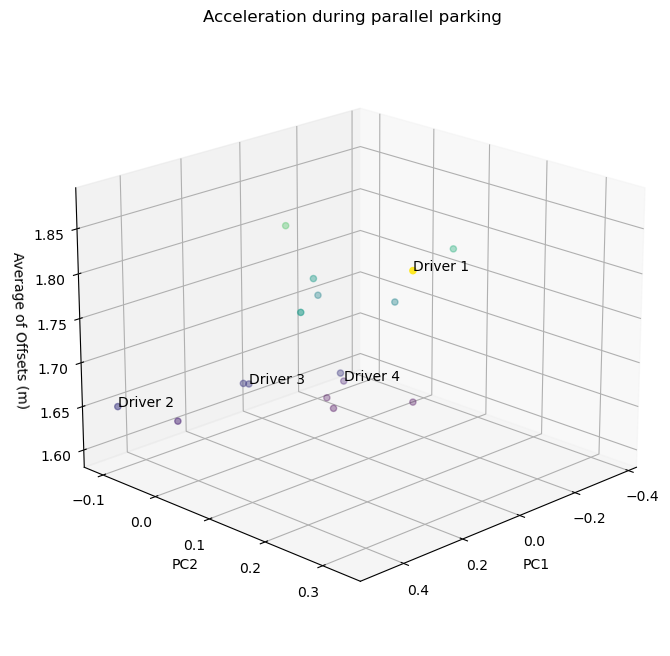 Acceleration during parallel parking
Driver 1
Driver 2
Driver 3
Driver 4
Average of Offsets (m)
1.85
1.80
1.75
1.70
1.65
1.60
−0.1
0.0
0.1
0.2
0.3
PC2
−0.4
−0.2
0.0
0.2
0.4
PC1